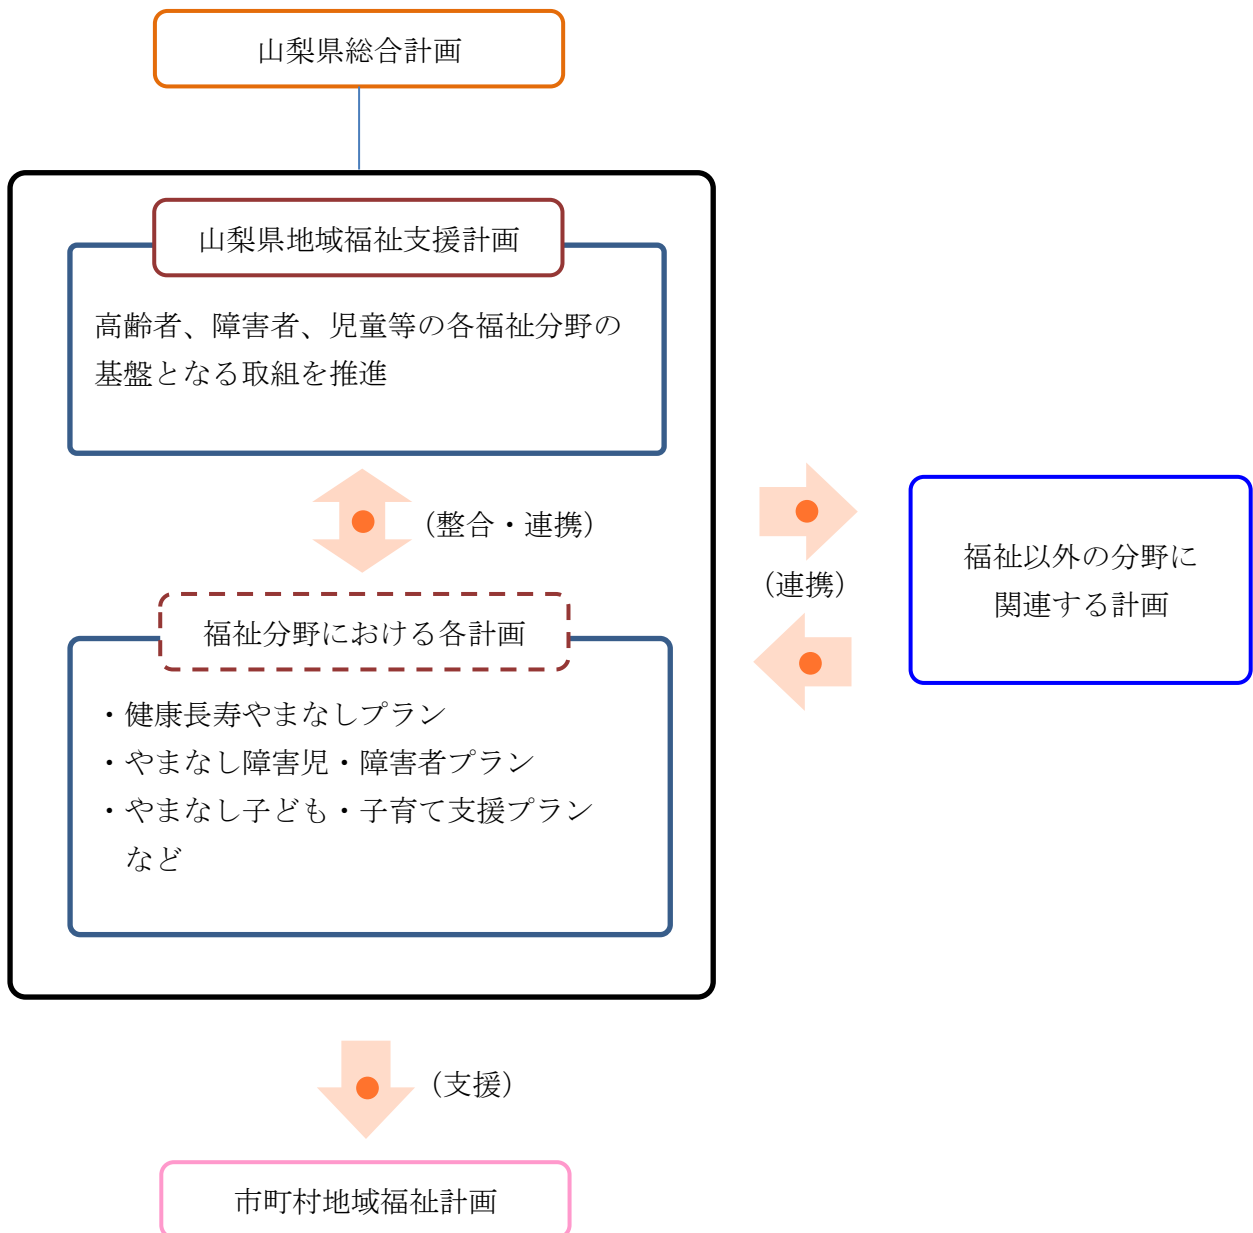 山梨県総合計画
山梨県地域福祉支援計画
高齢者、障害者、児童等の各福祉分野の
基盤となる取組を推進
（整合・連携）
福祉分野における各計画
・健康長寿やまなしプラン
・やまなし障害児・障害者プラン
・やまなし子ども・子育て支援プラン
など
（連携）
福祉以外の分野に
関連する計画
（支援）
市町村地域福祉計画